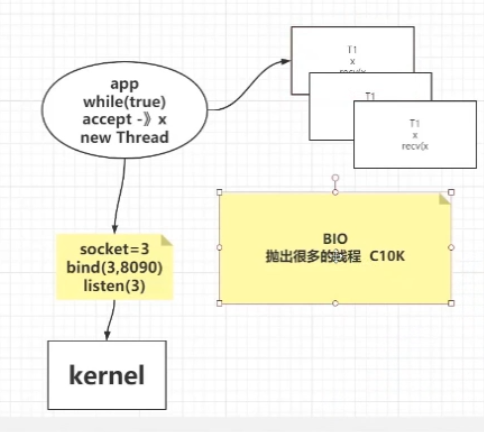 app
while(true)
accept -》x
new Thread
T1
x
T1
T1
x
recv(x
socket=3
bind(3,8090)
listen(3)
BIO
抛出很多的线程 C10K
kernel